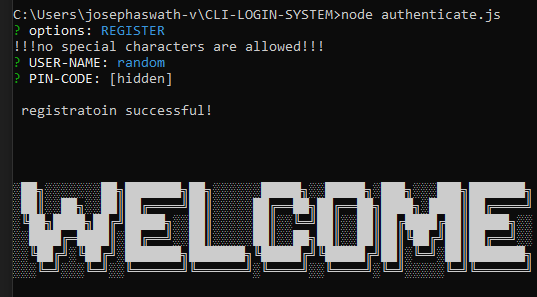 C:\Users\josephaswath-v\CLI-LOGIN-SYSTEM>node authenticate.js
? options: REGISTER
!!!no special characters are allowed!!!
? USER-NAME: random
? PIN-CODE: [hidden]
registratoin successful!
WELCOME